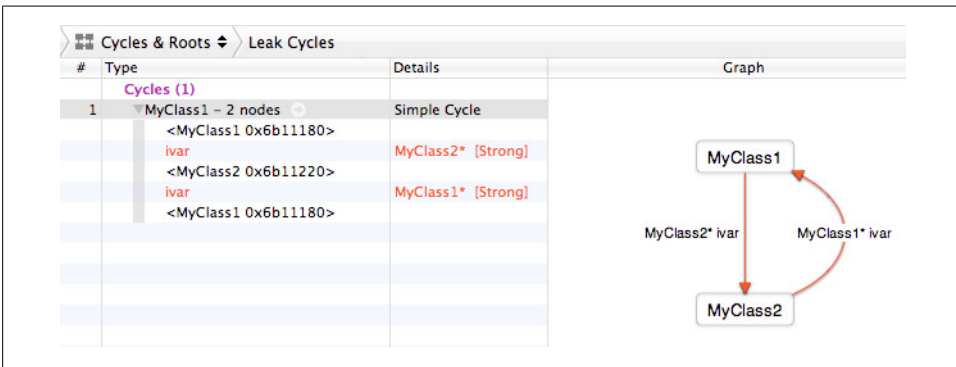 Cycles & Roots Leak Cycles
# Type Details Graph
Cycles (1)
1 MyClass1 – 2 nodes Simple Cycle
<MyClass1 0x6b11180>
ivar MyClass2* [Strong]
<MyClass2 0x6b11220>
ivar MyClass1* [Strong]
<MyClass1 0x6b11180>
MyClass1
MyClass2* ivar MyClass1* ivar
MyClass2